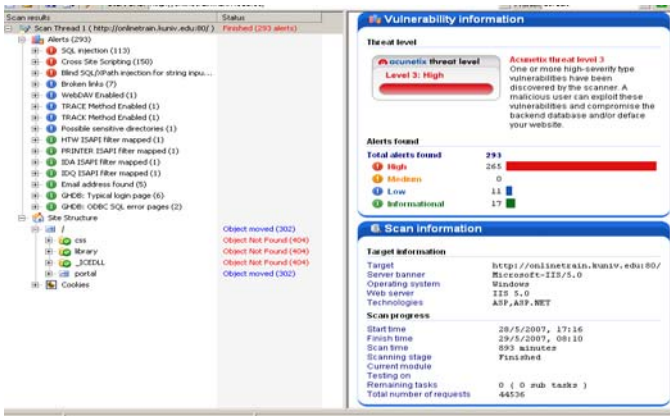 Scan results Status
Scan Thread 1 ( http://onlinetrain.kuniv.edu:80/ ) Finished (293 alerts)
Alerts (293)
SQL injection (113)
Cross Site Scripting (150)
Blind SQL/XPath injection for string inpu...
Broken links (7)
WebDAV Enabled (1)
TRACE Method Enabled (1)
TRACK Method Enabled (1)
Possible sensitive directories (1)
HTW ISAPI filter mapped (1)
PRINTER ISAPI filter mapped (1)
IDA ISAPI filter mapped (1)
IDQ ISAPI filter mapped (1)
Email address found (5)
GHDB: Typical login page (6)
GHDB: ODBC SQL error pages (2)
Site Structure
/ Object moved (302)
css Object Not Found (404)
library Object Not Found (404)
_ICEDLL Object Not Found (404)
portal Object moved (302)
Cookies
Vulnerability information
Threat level
acunetix threat level
Level 3: High
Acunetix threat level 3
One or more high-severity type
vulnerabilities have been
discovered by the scanner. A
malicious user can exploit these
vulnerabilities and compromise the
backend database and/or deface
your website.
Alerts found
Total alerts found 293
High 265
Medium 0
Low 11
Informational 17
Scan information
Target information
Target http://onlinetrain.kuniv.edu:80/
Server banner Microsoft-IIS/5.0
Operating system Windows
Web server IIS 5.0
Technologies ASP,ASP.NET
Scan progress
Start time 28/5/2007, 17:16
Finish time 29/5/2007, 08:10
Scan time 893 minutes
Scanning stage Finished
Current module
Testing on
Remaining tasks 0 ( 0 sub tasks )
Total number of requests 44536